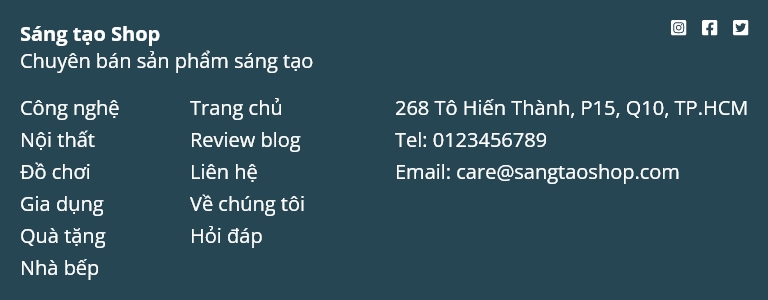 Sáng tạo Shop
Chuyên bán sản phẩm sáng tạo
Công nghệ
Nội thất
Đồ chơi
Gia dụng
Quà tặng
Nhà bếp
Trang chủ
Review blog
Liên hệ
Về chúng tôi
Hỏi đáp
268 Tô Hiến Thành, P15, Q10, TP.HCM
Tel: 0123456789
Email: care@sangtaoshop.com